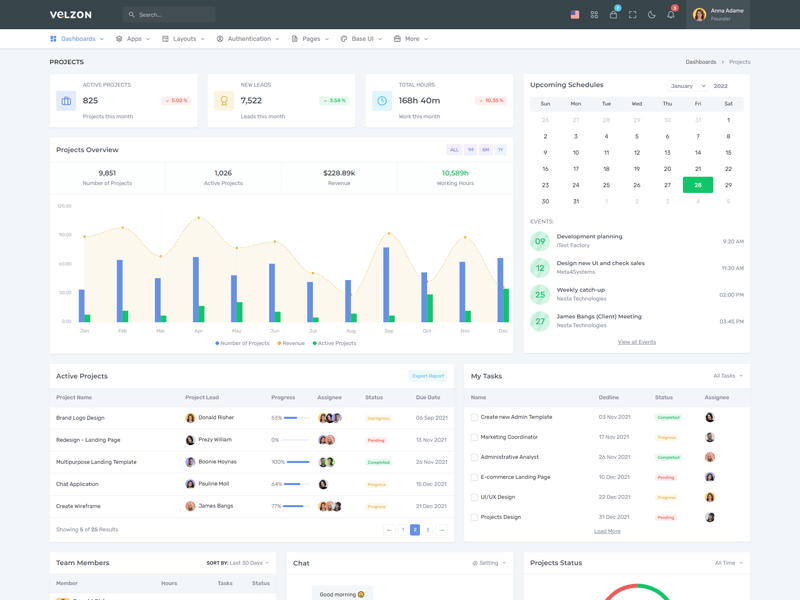 VELZON
Search...
7
5
Anna Adame
Founder
Dashboards Apps Layouts Authentication Pages Base UI More
PROJECTS
Dashboards > Projects
ACTIVE PROJECTS
825
5.02 %
Projects this month
NEW LEADS
7,522
3.58 %
Leads this month
TOTAL HOURS
168h 40m
10.35 %
Work this month
Projects Overview
ALL 1M 6M 1Y
9,851
Number of Projects
1,026
Active Projects
$228.89k
Revenue
10,589h
Working Hours
120.00
90.00
60.00
30.00
0.00
Jan Feb Mar Apr May Jun Jul Aug Sep Oct Nov Dec
Number of Projects Revenue Active Projects
Upcoming Schedules
January 2022
Sun Mon Tue Wed Thu Fri Sat
26 27 28 29 30 31 1
2 3 4 5 6 7 8
9 10 11 12 13 14 15
16 17 18 19 20 21 22
23 24 25 26 27 28 29
30 31 1 2 3 4 5
EVENTS:
09 Development planning
iTest Factory
9:20 AM
12 Design new UI and check sales
Meta4Systems
11:30 AM
25 Weekly catch-up
Nesta Technologies
02:00 PM
27 James Bangs (Client) Meeting
Nesta Technologies
03:45 PM
View all Events
Active Projects
Export Report
Project Name Project Lead Progress Assignee Status Due Date
Brand Logo Design Donald Risher 53% Inprogress 06 Sep 2021
Redesign - Landing Page Prezy William 0% Pending 13 Nov 2021
Multipurpose Landing Template Boonie Hoynas 100% Completed 26 Nov 2021
Chat Application Pauline Moll 64% Progress 15 Dec 2021
Create Wireframe James Bangs 77% Progress 21 Dec 2021
Showing 5 of 25 Results
← 1 2 3 →
My Tasks
All Tasks
Name Dedline Status Assignee
Create new Admin Template 03 Nov 2021 Completed
Marketing Coordinator 17 Nov 2021 Progress
Administrative Analyst 26 Nov 2021 Completed
E-commerce Landing Page 10 Dec 2021 Pending
UI/UX Design 22 Dec 2021 Progress
Projects Design 31 Dec 2021 Pending
Load More
Team Members
SORT BY: Last 30 Days
Member Hours Tasks Status
Chat
Setting
Good morning 😄
Projects Status
All Time